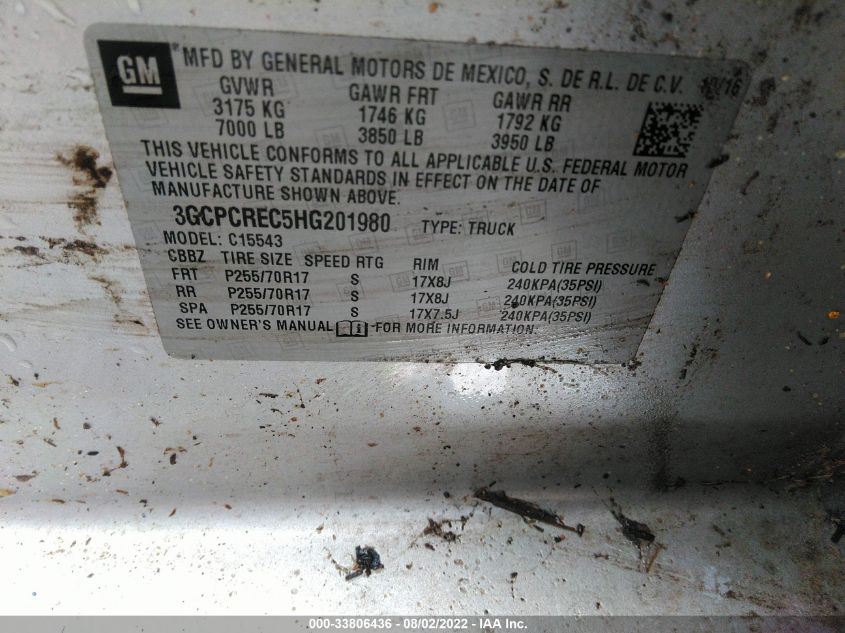 GM ® MFD BY GENERAL MOTORS DE MEXICO, S. DE R.L. DE C.V. 10/16
GVWR GAWR FRT GAWR RR
3175 KG 1746 KG 1792 KG
7000 LB 3850 LB 3950 LB
THIS VEHICLE CONFORMS TO ALL APPLICABLE U.S. FEDERAL MOTOR
VEHICLE SAFETY STANDARDS IN EFFECT ON THE DATE OF
MANUFACTURE SHOWN ABOVE.
3GCPCREC5HG201980 TYPE: TRUCK
MODEL: C15543
CBBZ TIRE SIZE SPEED RTG RIM COLD TIRE PRESSURE
FRT P255/70R17 S 17X8J 240KPA(35PSI)
RR P255/70R17 S 17X8J 240KPA(35PSI)
SPA P255/70R17 S 17X7.5J 240KPA(35PSI)
SEE OWNER'S MANUAL FOR MORE INFORMATION.
000-33806436 - 08/02/2022 - IAA Inc.